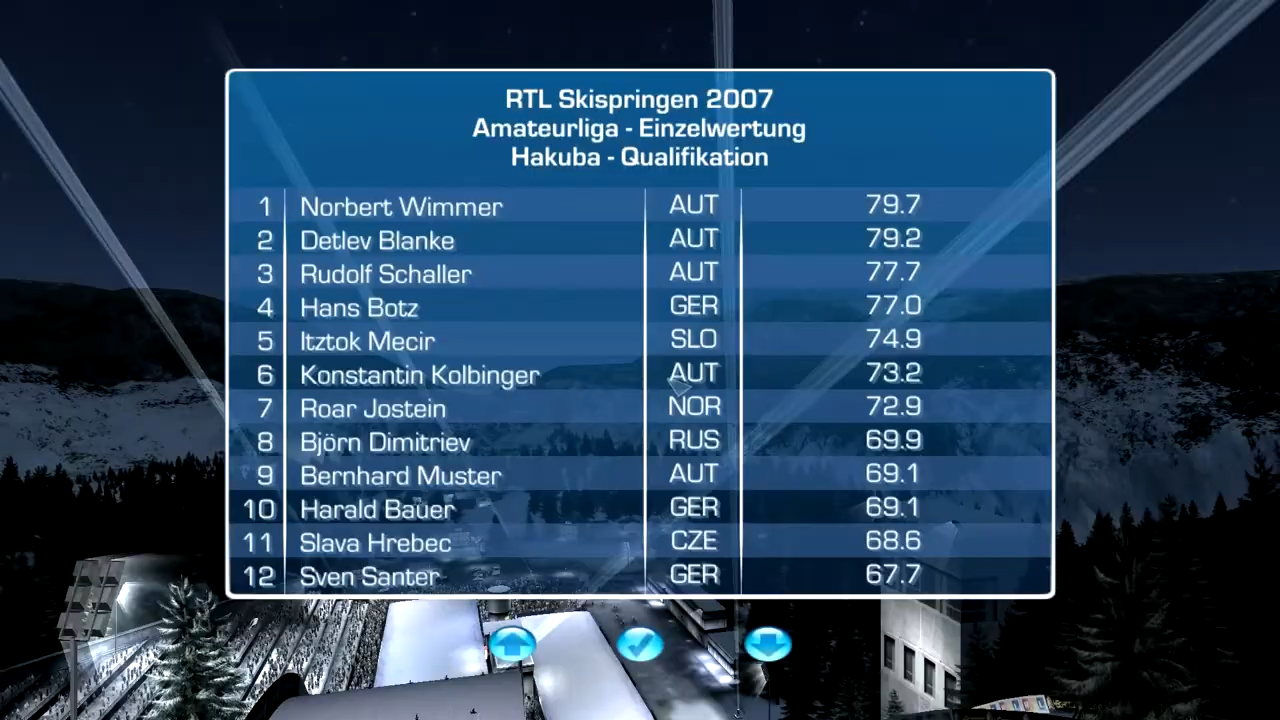 RTL Skispringen 2007
Amateurliga - Einzelwertung
Hakuba - Qualifikation
1 Norbert Wimmer AUT 79.7
2 Detlev Blanke AUT 79.2
3 Rudolf Schaller AUT 77.7
4 Hans Botz GER 77.0
5 Itztok Mecir SLO 74.9
6 Konstantin Kolbinger AUT 73.2
7 Roar Jostein NOR 72.9
8 Björn Dimitriev RUS 69.9
9 Bernhard Muster AUT 69.1
10 Harald Bauer GER 69.1
11 Slava Hrebec CZE 68.6
12 Sven Santer GER 67.7